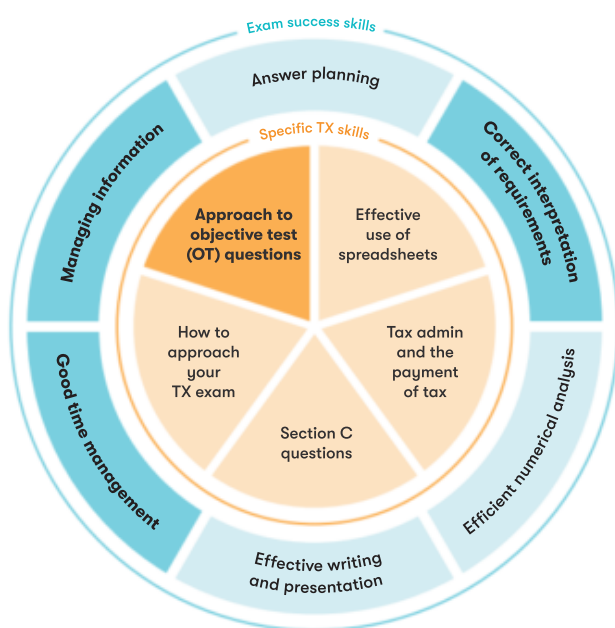 Exam success skills
Answer planning
Correct interpretation
of requirements
Efficient numerical analysis
Effective writing
and presentation
Good time management
Managing information
Specific TX skills
Approach to
objective test
(OT) questions
Effective
use of
spreadsheets
Tax admin
and the
payment
of tax
Section C
questions
How to
approach
your
TX exam